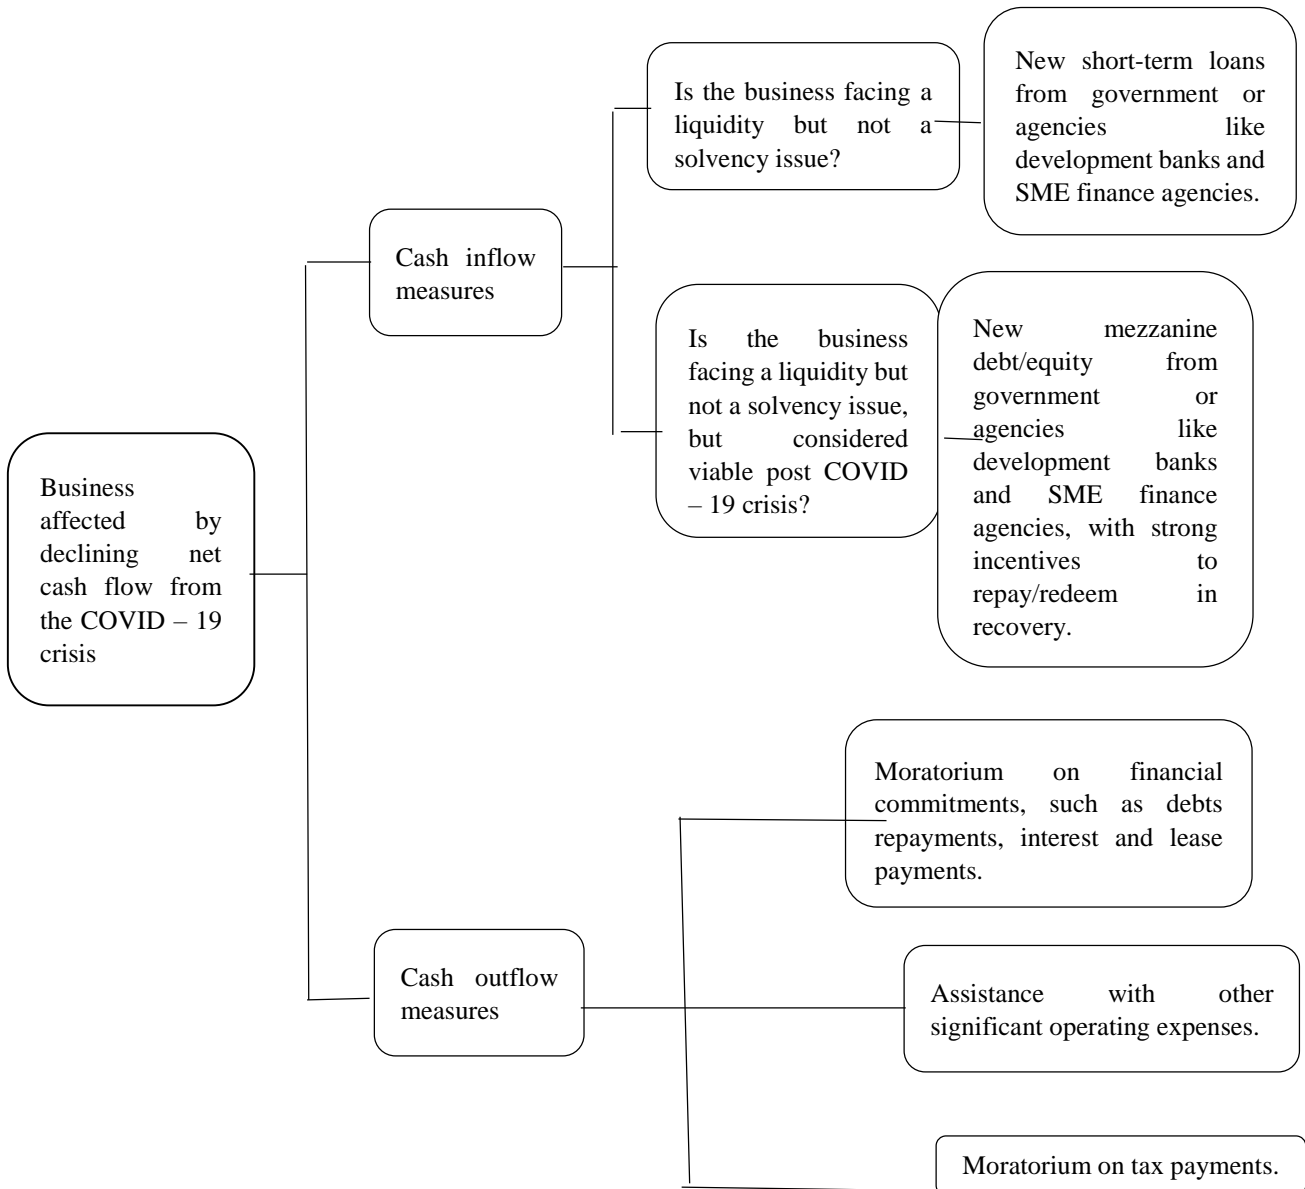 Business
affected by
declining net
cash flow from
the COVID – 19
crisis
Cash inflow
measures
Is the business facing a
liquidity but not a
solvency issue?
New short-term loans
from government or
agencies like
development banks and
SME finance agencies.
Is the business
facing a liquidity but
not a solvency issue,
but considered
viable post COVID
– 19 crisis?
New mezzanine
debt/equity from
government or
agencies like
development banks
and SME finance
agencies, with strong
incentives to
repay/redeem in
recovery.
Cash outflow
measures
Moratorium on financial
commitments, such as debts
repayments, interest and lease
payments.
Assistance with other
significant operating expenses.
Moratorium on tax payments.